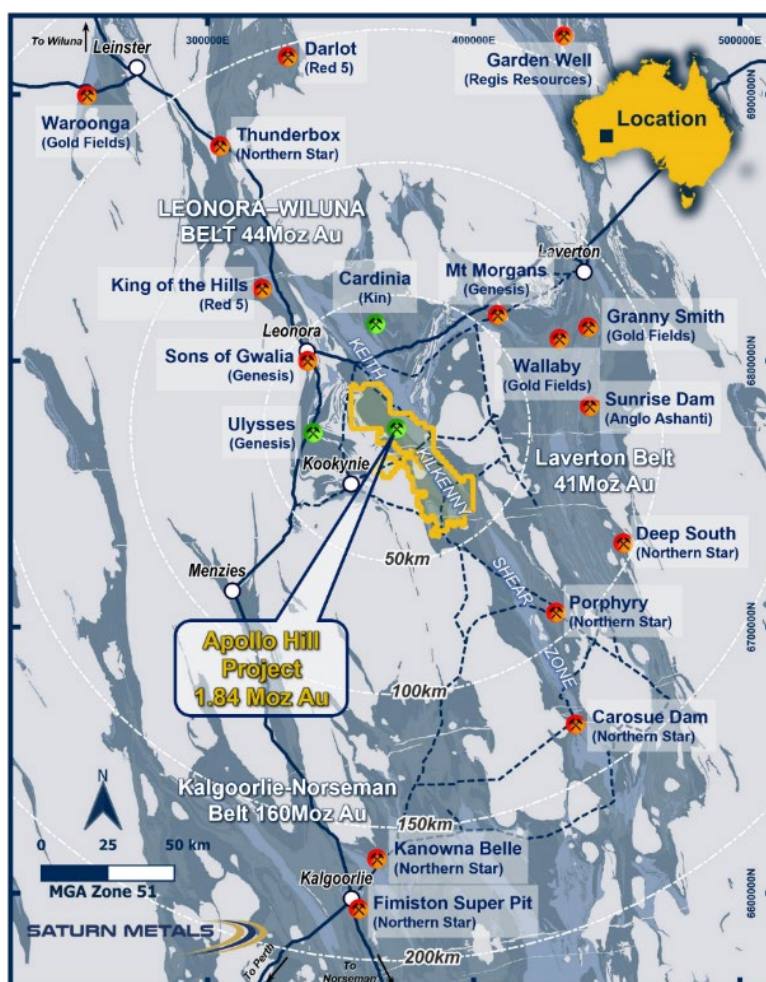 To Wiluna
Leinster
300000E
400000E
500000E
Darlot
(Red 5)
Garden Well
(Regis Resources)
6900000N
Waroonga
(Gold Fields)
Thunderbox
(Northern Star)
Location
LEONORA–WILUNA
BELT 44Moz Au
Laverton
King of the Hills
(Red 5)
Cardinia
(Kin)
Mt Morgans
(Genesis)
Granny Smith
(Gold Fields)
Leonora
Sons of Gwalia
(Genesis)
KEITH
Wallaby
(Gold Fields)
6800000N
Sunrise Dam
(Anglo Ashanti)
Ulysses
(Genesis)
Kookynie
KILKENNY
Laverton Belt
41Moz Au
50km
Deep South
(Northern Star)
Menzies
SHEAR
Porphyry
(Northern Star)
6700000N
Apollo Hill
Project
1.84 Moz Au
ZONE
100km
Carosue Dam
(Northern Star)
Kalgoorlie-Norseman
Belt 160Moz Au
N
0 25 50 km
MGA Zone 51
150km
Kanowna Belle
(Northern Star)
Kalgoorlie
Fimiston Super Pit
(Northern Star)
6600000N
SATURN METALS
To Perth
To
Norseman
200km